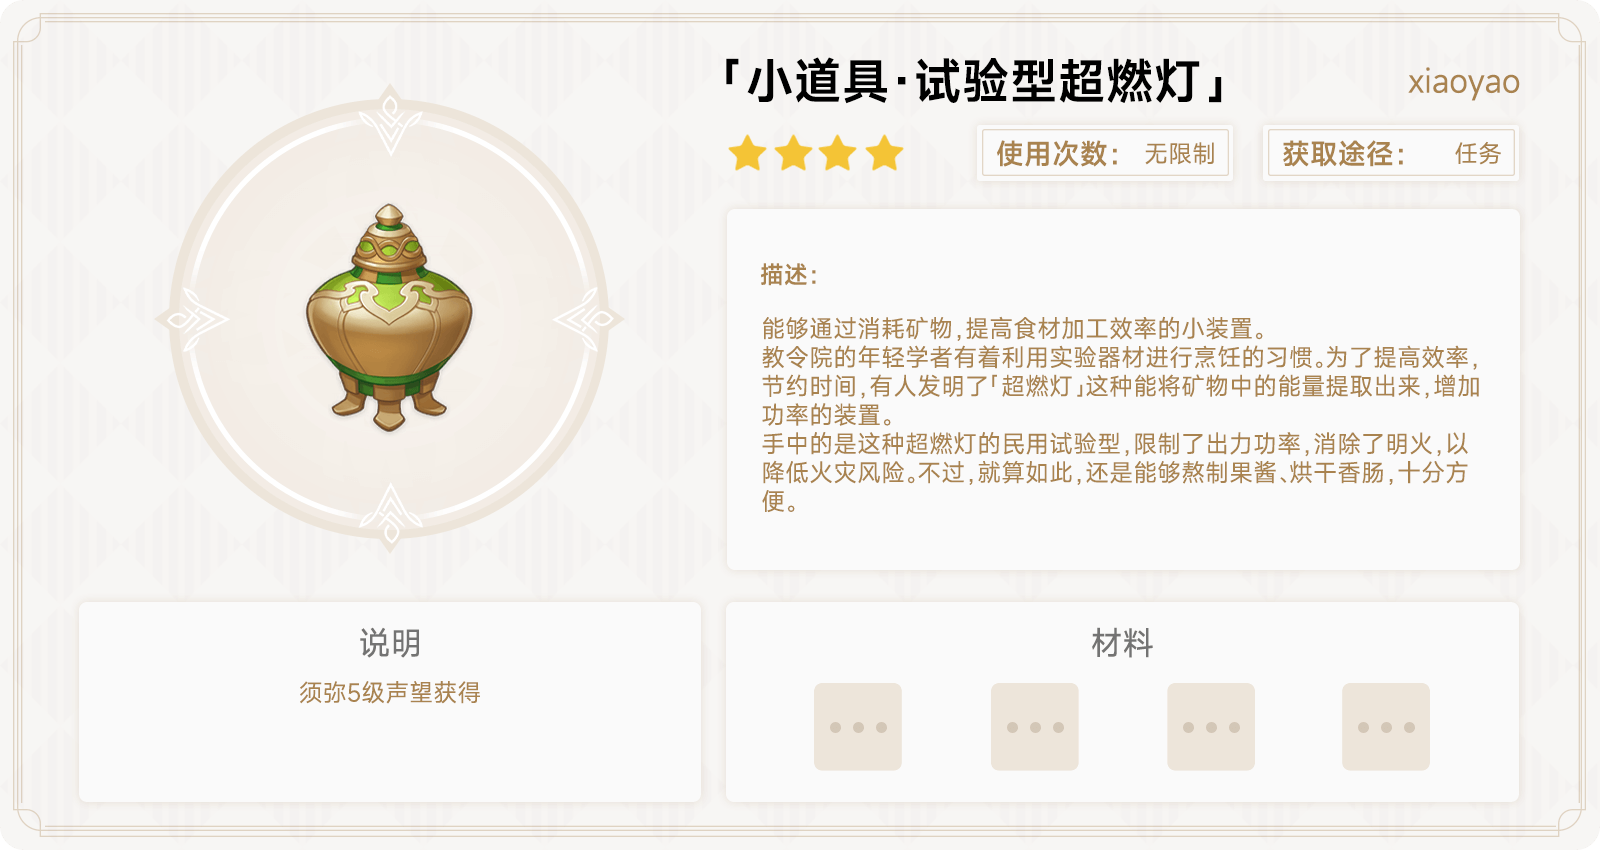 「小道具·试验型超燃灯」
xiaoyao
使用次数： 无限制
获取途径： 任务
描述：
能够通过消耗矿物，提高食材加工效率的小装置。
教令院的年轻学者有着利用实验器材进行烹饪的习惯。为了提高效率，
节约时间，有人发明了「超燃灯」这种能将矿物中的能量提取出来，增加
功率的装置。
手中的是这种超燃灯的民用试验型，限制了出力功率，消除了明火，以
降低火灾风险。不过，就算如此，还是能够熬制果酱、烘干香肠，十分方
便。
说明
须弥5级声望获得
材料